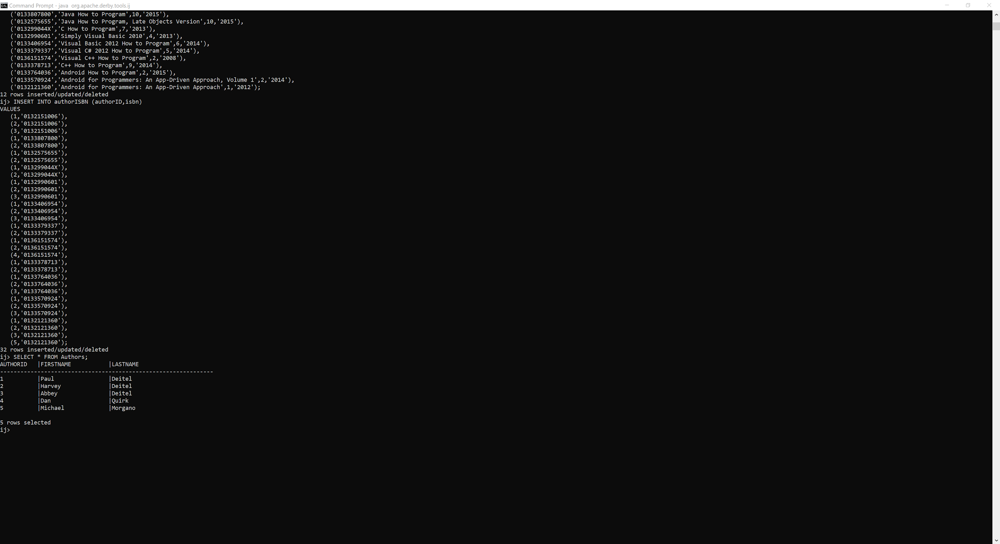 Command Prompt - java  org.apache.derby.tools.ij
   ('0133807800','Java How to Program',10,'2015'),
   ('0132575655','Java How to Program, Late Objects Version',10,'2015'),
   ('013299044X','C How to Program',7,'2013'),
   ('0132990601','Simply Visual Basic 2010',4,'2013'),
   ('0133406954','Visual Basic 2012 How to Program',6,'2014'),
   ('0133379337','Visual C# 2012 How to Program',5,'2014'),
   ('0136151574','Visual C++ How to Program',2,'2008'),
   ('0133378713','C++ How to Program',9,'2014'),
   ('0133764036','Android How to Program',2,'2015'),
   ('0133570924','Android for Programmers: An App-Driven Approach, Volume 1',2,'2014'),
   ('0132121360','Android for Programmers: An App-Driven Approach',1,'2012');
12 rows inserted/updated/deleted
ij> INSERT INTO authorISBN (authorID,isbn)
VALUES
   (1,'0132151006'),
   (2,'0132151006'),
   (3,'0132151006'),
   (1,'0133807800'),
   (2,'0133807800'),
   (1,'0132575655'),
   (2,'0132575655'),
   (1,'013299044X'),
   (2,'013299044X'),
   (1,'0132990601'),
   (2,'0132990601'),
   (3,'0132990601'),
   (1,'0133406954'),
   (2,'0133406954'),
   (3,'0133406954'),
   (1,'0133379337'),
   (2,'0133379337'),
   (1,'0136151574'),
   (2,'0136151574'),
   (4,'0136151574'),
   (1,'0133378713'),
   (2,'0133378713'),
   (1,'0133764036'),
   (2,'0133764036'),
   (3,'0133764036'),
   (1,'0133570924'),
   (2,'0133570924'),
   (3,'0133570924'),
   (1,'0132121360'),
   (2,'0132121360'),
   (3,'0132121360'),
   (5,'0132121360');
32 rows inserted/updated/deleted
ij> SELECT * FROM Authors;
AUTHORID   |FIRSTNAME           |LASTNAME
---------------------------------------------------------------
1          |Paul                |Deitel
2          |Harvey              |Deitel
3          |Abbey               |Deitel
4          |Dan                 |Quirk
5          |Michael             |Morgano
5 rows selected
ij>